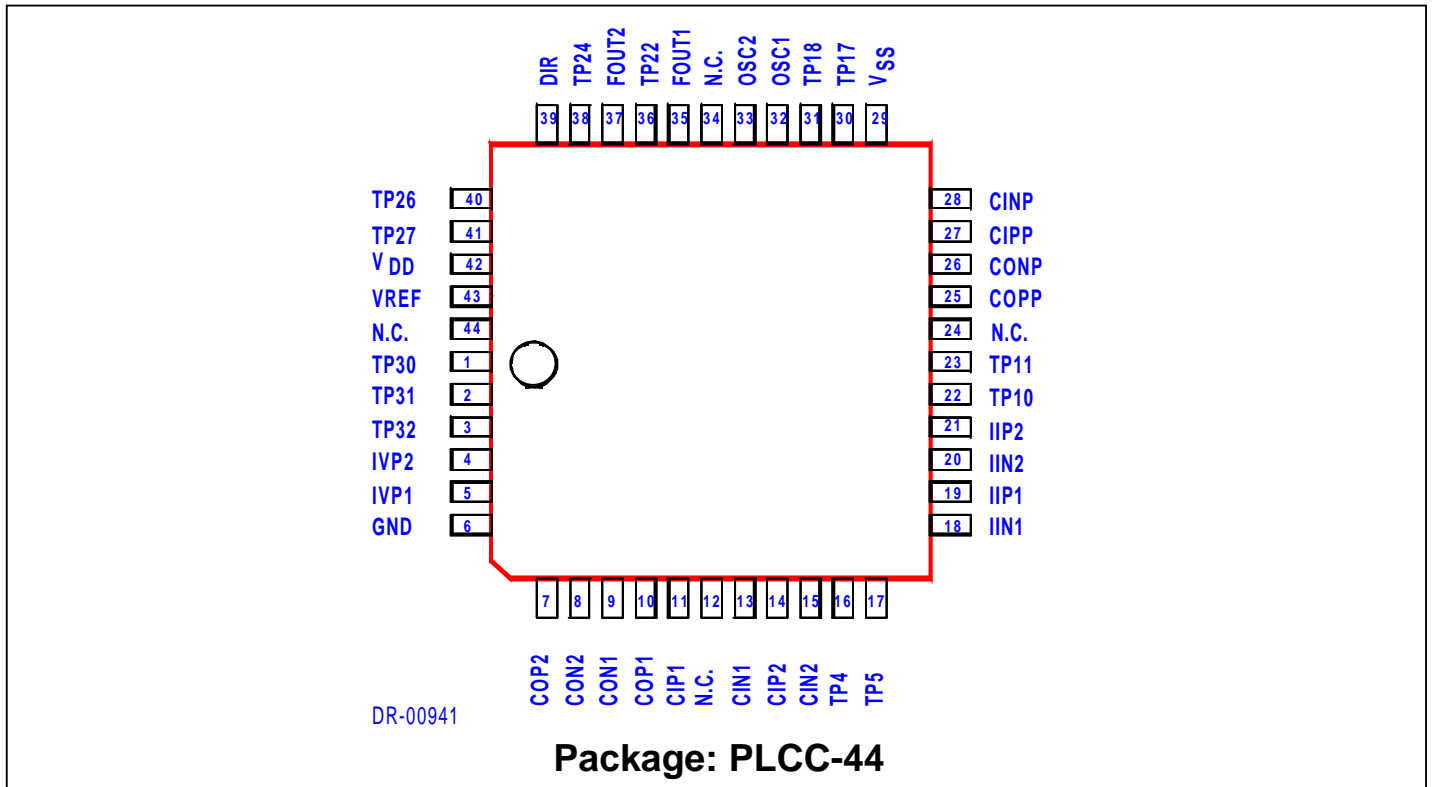 DIR TP24 FOUT2 TP22 FOUT1 N.C. OSC2 OSC1 TP18 TP17 VSS
39 38 37 36 35 34 33 32 31 30 29
TP26 40 28 CINP
TP27 41 27 CIPP
VDD 42 26 CONP
VREF 43 25 COPP
N.C. 44 24 N.C.
TP30 1 23 TP11
TP31 2 22 TP10
TP32 3 21 IIP2
IVP2 4 20 IIN2
IVP1 5 19 IIP1
GND 6 18 IIN1
7 8 9 10 11 12 13 14 15 16 17
COP2 CON2 CON1 COP1 CIP1 N.C. CIN1 CIP2 CIN2 TP4 TP5
DR-00941
Package: PLCC-44